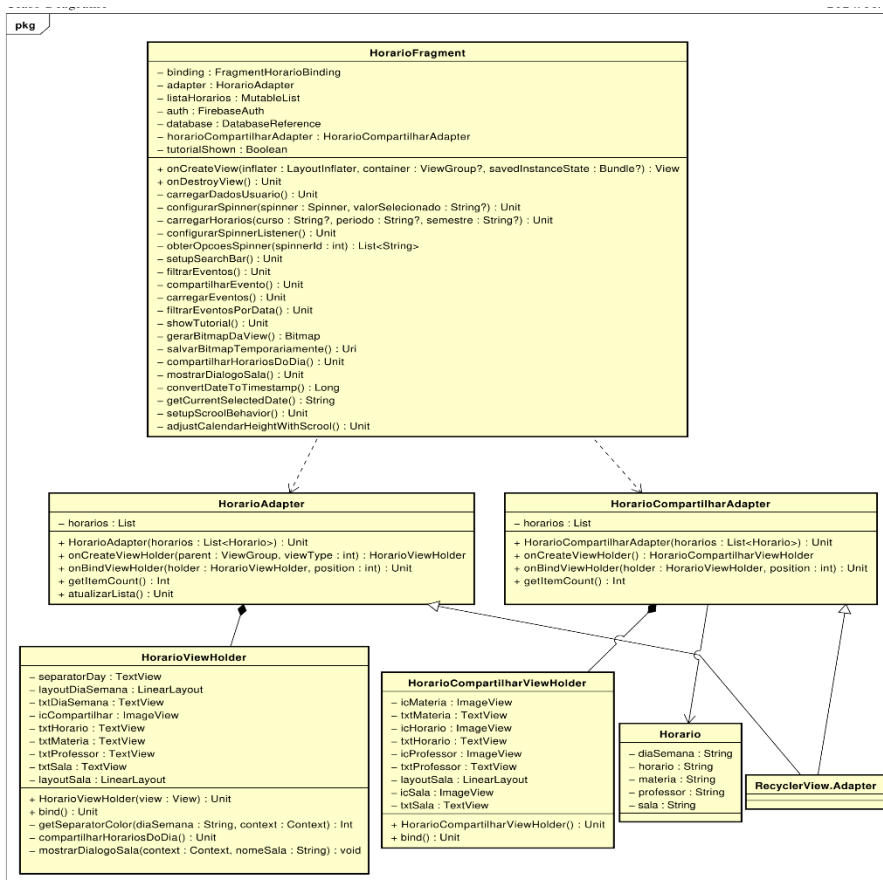 pkg
HorarioFragment
– binding : FragmentHorarioBinding
– adapter : HorarioAdapter
– listaHorarios : MutableList
– auth : FirebaseAuth
– database : DatabaseReference
– horarioCompartilharAdapter : HorarioCompartilharAdapter
– tutorialShown : Boolean
+ onCreateView(inflater : LayoutInflater, container : ViewGroup?, savedInstanceState : Bundle?) : View
+ onDestroyView() : Unit
– carregarDadosUsuario() : Unit
– configurarSpinner(spinner : Spinner, valorSelecionado : String?) : Unit
– carregarHorarios(curso : String?, periodo : String?, semestre : String?) : Unit
– configurarSpinnerListener() : Unit
– obterOpcoesSpinner(spinnerId : int) : List<String>
– setupSearchBar() : Unit
– filtrarEventos() : Unit
– compartilharEvento() : Unit
– carregarEventos() : Unit
– filtrarEventosPorData() : Unit
– showTutorial() : Unit
– gerarBitmapDaView() : Bitmap
– salvarBitmapTemporariamente() : Uri
– compartilharHorariosDoDia() : Unit
– mostrarDialogoSala() : Unit
– convertDateToTimestamp() : Long
– getCurrentSelectedDate() : String
– setupScroolBehavior() : Unit
– adjustCalendarHeightWithScrool() : Unit
HorarioAdapter
– horarios : List
+ HorarioAdapter(horarios : List<Horario>) : Unit
+ onCreateViewHolder(parent : ViewGroup, viewType : int) : HorarioViewHolder
+ onBindViewHolder(holder : HorarioViewHolder, position : int) : Unit
+ getItemCount() : Int
+ atualizarLista() : Unit
HorarioCompartilharAdapter
– horarios : List
+ HorarioCompartilharAdapter(horarios : List<Horario>) : Unit
+ onCreateViewHolder() : HorarioCompartilharViewHolder
+ onBindViewHolder(holder : HorarioViewHolder, position : int) : Unit
+ getItemCount() : Int
HorarioViewHolder
– separatorDay : TextView
– layoutDiaSemana : LinearLayout
– txtDiaSemana : TextView
– icCompartilhar : ImageView
– txtHorario : TextView
– txtMateria : TextView
– txtProfessor : TextView
– txtSala : TextView
– layoutSala : LinearLayout
+ HorarioViewHolder(view : View) : Unit
+ bind() : Unit
– getSeparatorColor(diaSemana : String, context : Context) : Int
– compartilharHorariosDoDia() : Unit
– mostrarDialogoSala(context : Context, nomeSala : String) : void
HorarioCompartilharViewHolder
– icMateria : ImageView
– txtMateria : TextView
– icHorario : ImageView
– txtHorario : TextView
– icProfessor : ImageView
– txtProfessor : TextView
– layoutSala : LinearLayout
– icSala : ImageView
– txtSala : TextView
+ HorarioCompartilharViewHolder() : Unit
+ bind() : Unit
Horario
– diaSemana : String
– horario : String
– materia : String
– professor : String
– sala : String
RecyclerView.Adapter